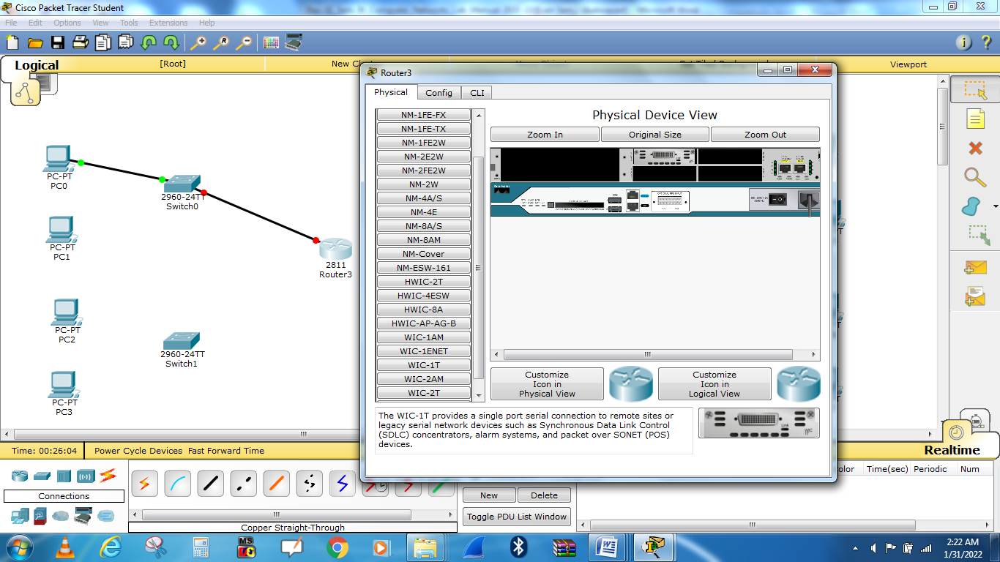 Cisco Packet Tracer Student
File Edit Options View Tools Extensions Help
Logical
[Root]
New Clu
Viewport
PC-PT
PC0
2960-24TT
Switch0
PC-PT
PC1
2811
Router3
PC-PT
PC2
2960-24TT
Switch1
PC-PT
PC3
Router3
Physical Config CLI
NM-1FE-FX
NM-1FE-TX
NM-1FE2W
NM-2E2W
NM-2FE2W
NM-2W
NM-4A/S
NM-4E
NM-8A/S
NM-8AM
NM-Cover
NM-ESW-161
HWIC-2T
HWIC-4ESW
HWIC-8A
HWIC-AP-AG-B
WIC-1AM
WIC-1ENET
WIC-1T
WIC-2AM
WIC-2T
Physical Device View
Zoom In Original Size Zoom Out
Customize
Icon in
Physical View
Customize
Icon in
Logical View
The WIC-1T provides a single port serial connection to remote sites or
legacy serial network devices such as Synchronous Data Link Control
(SDLC) concentrators, alarm systems, and packet over SONET (POS)
devices.
Time: 00:26:04 Power Cycle Devices Fast Forward Time
Realtime
Connections
Copper Straight-Through
New Delete
Toggle PDU List Window
olor Time(sec) Periodic Num
MS
2:22 AM
1/31/2022